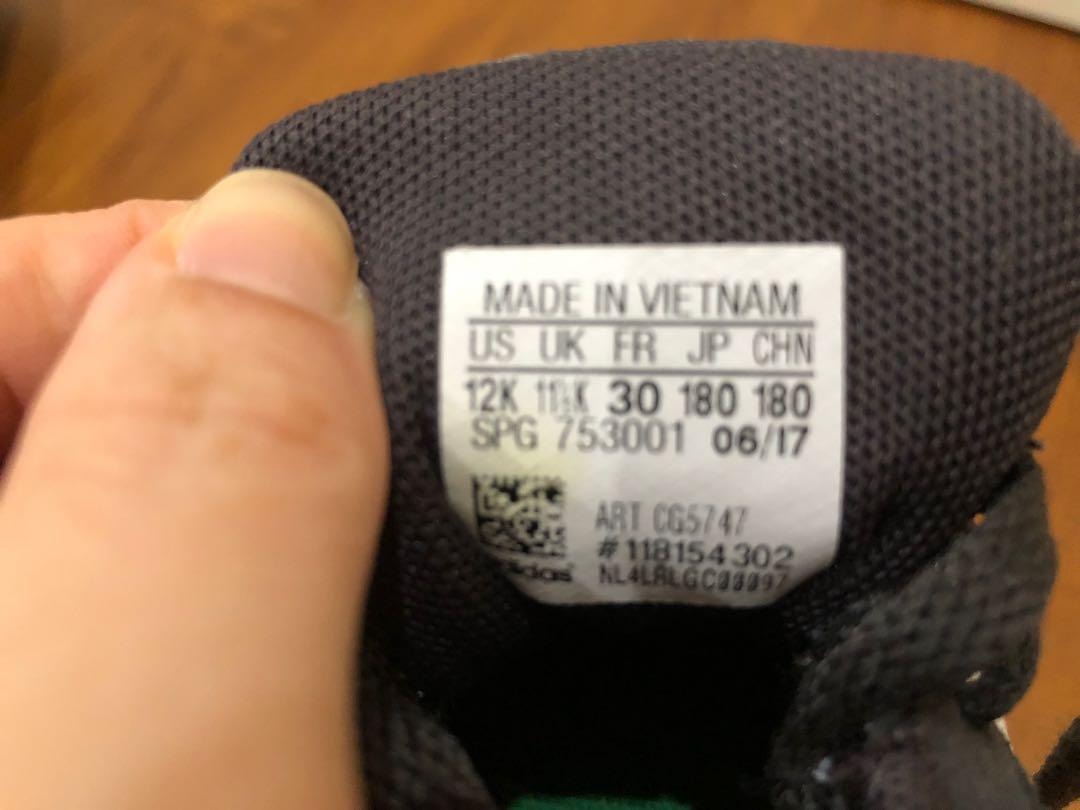 MADE IN VIETNAM
US UK FR JP CHN
12K 11½K 30 180 180
SPG 753001 06/17
ART CG5747
#118154302